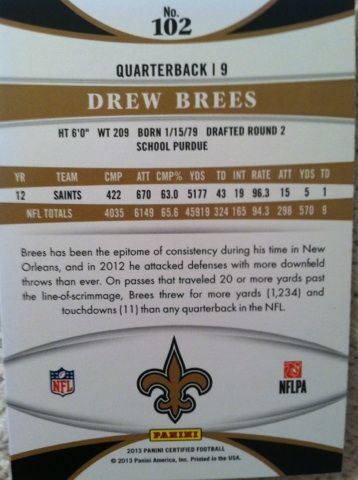 No.
102
QUARTERBACK | 9
DREW BREES
HT 6'0" WT 209 BORN 1/15/79 DRAFTED ROUND 2
SCHOOL PURDUE
YR TEAM CMP ATT CMP% YDS TD INT RATE ATT YDS TD
12 SAINTS 422 670 63.0 5177 43 19 96.3 15 5 1
NFL TOTALS 4035 6149 65.6 45919 324 165 94.3 298 570 9
Brees has been the epitome of consistency during his time in New
Orleans, and in 2012 he attacked defenses with more downfield
throws than ever. On passes that traveled 20 or more yards past
the line-of-scrimmage, Brees threw for more yards (1,234) and
touchdowns (11) than any quarterback in the NFL.
NFL
NFLPA
PANINI
2013 PANINI CERTIFIED FOOTBALL
© 2013 Panini America, Inc. Printed in the USA.